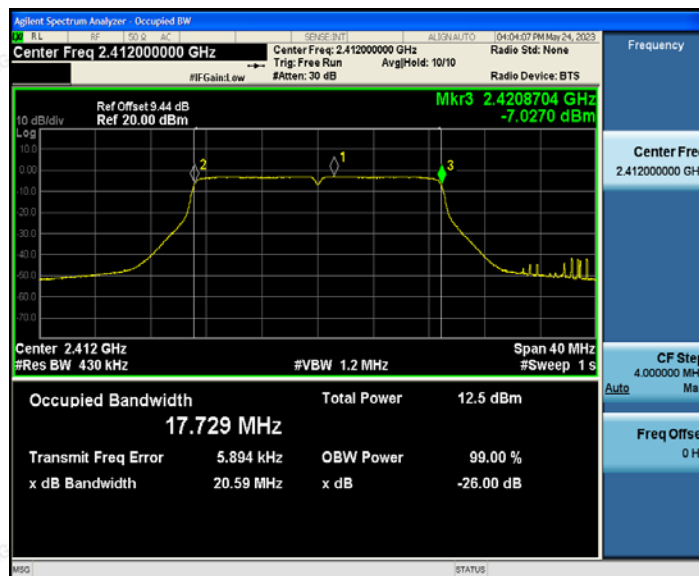 Agilent Spectrum Analyzer - Occupied BW
RL RF 50 Ω AC SENSE:INT ALIGN AUTO 04:04:07 PM May 24, 2023
Center Freq 2.412000000 GHz
Center Freq: 2.412000000 GHz
Radio Std: None
Trig: Free Run Avg|Hold: 10/10
#IFGain:Low
#Atten: 30 dB
Radio Device: BTS
Ref Offset 9.44 dB
Mkr3 2.4208704 GHz
10 dB/div Ref 20.00 dBm
-7.0270 dBm
Log
10.0
0.00
-10.0
-20.0
-30.0
-40.0
-50.0
-60.0
-70.0
2
1
3
Center 2.412 GHz
Span 40 MHz
#Res BW 430 kHz
#VBW 1.2 MHz
#Sweep 1 s
Occupied Bandwidth
Total Power 12.5 dBm
17.729 MHz
Transmit Freq Error 5.894 kHz
OBW Power 99.00 %
x dB Bandwidth 20.59 MHz
x dB -26.00 dB
MSG
STATUS
Frequency
Center Fre
2.412000000 GH
CF Step
4.000000 MH
Auto Ma
Freq Offse
0 H